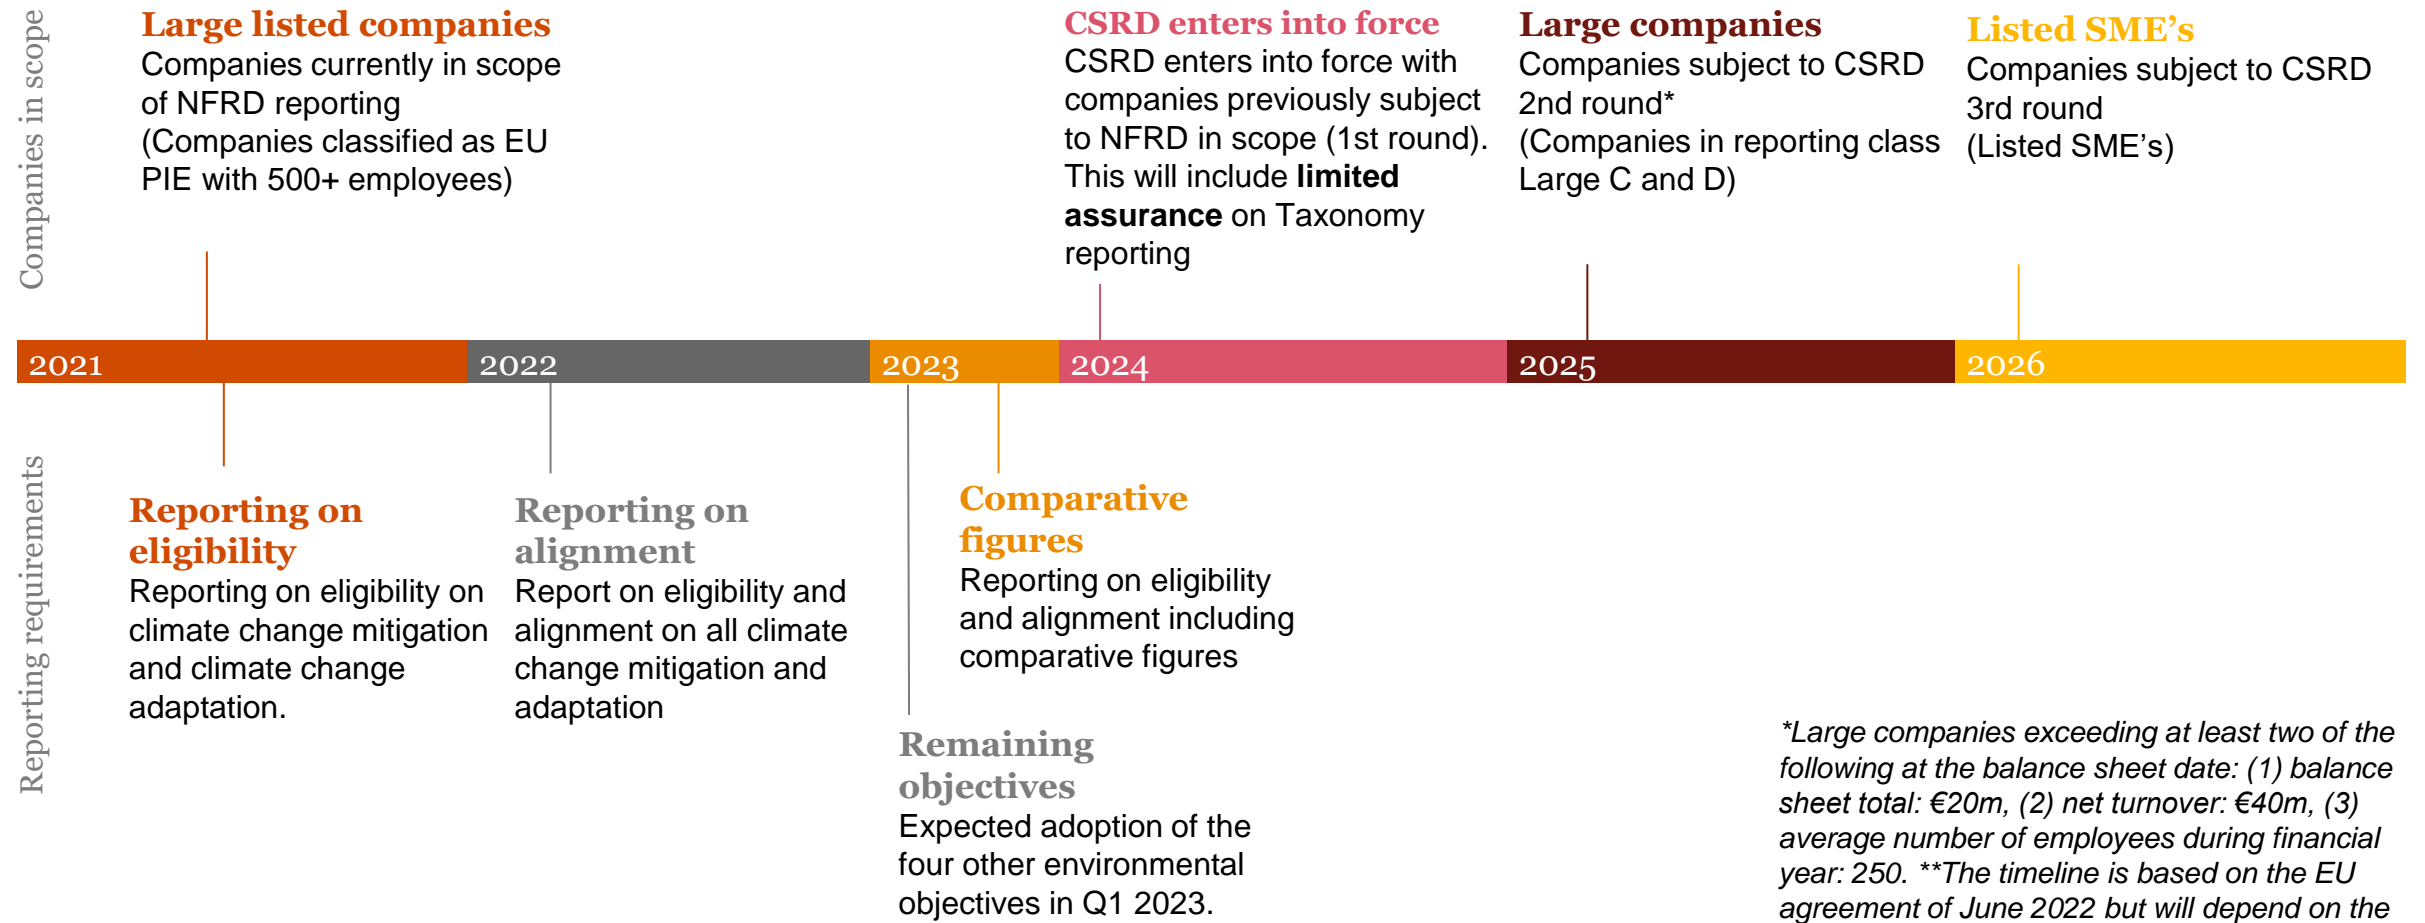 Companies in scope
Large listed companies
Companies currently in scope
of NFRD reporting
(Companies classified as EU
PIE with 500+ employees)
CSRD enters into force
CSRD enters into force with
companies previously subject
to NFRD in scope (1st round).
This will include limited
assurance on Taxonomy
reporting
Large companies
Companies subject to CSRD
2nd round*
(Companies in reporting class
Large C and D)
Listed SME’s
Companies subject to CSRD
3rd round
(Listed SME’s)
2021
2022
2023
2024
2025
2026
Reporting requirements
Reporting on
eligibility
Reporting on eligibility on
climate change mitigation
and climate change
adaptation.
Reporting on
alignment
Report on eligibility and
alignment on all climate
change mitigation and
adaptation
Comparative
figures
Reporting on eligibility
and alignment including
comparative figures
Remaining
objectives
Expected adoption of the
four other environmental
objectives in Q1 2023.
*Large companies exceeding at least two of the
following at the balance sheet date: (1) balance
sheet total: €20m, (2) net turnover: €40m, (3)
average number of employees during financial
year: 250. **The timeline is based on the EU
agreement of June 2022 but will depend on the